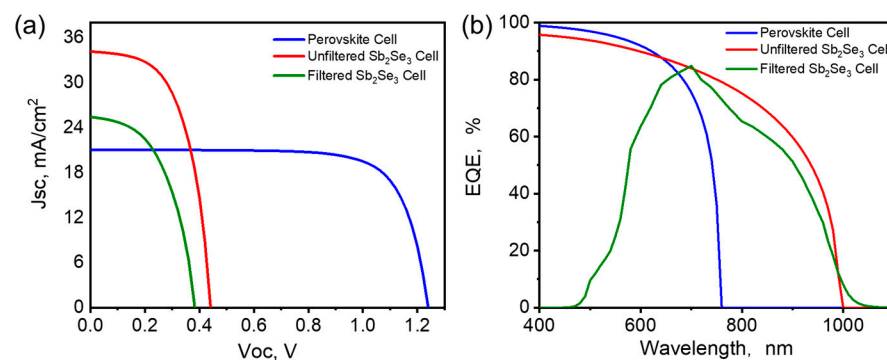 (a)
36
30
24
18
12
6
0
Jsc, mA/cm²
Perovskite Cell
Unfiltered Sb₂Se₃ Cell
Filtered Sb₂Se₃ Cell
0.0 0.2 0.4 0.6 0.8 1.0 1.2
Voc, V
(b)
100
80
60
40
20
0
EQE, %
Perovskite Cell
Unfiltered Sb₂Se₃ Cell
Filtered Sb₂Se₃ Cell
400 600 800 1000
Wavelength, nm